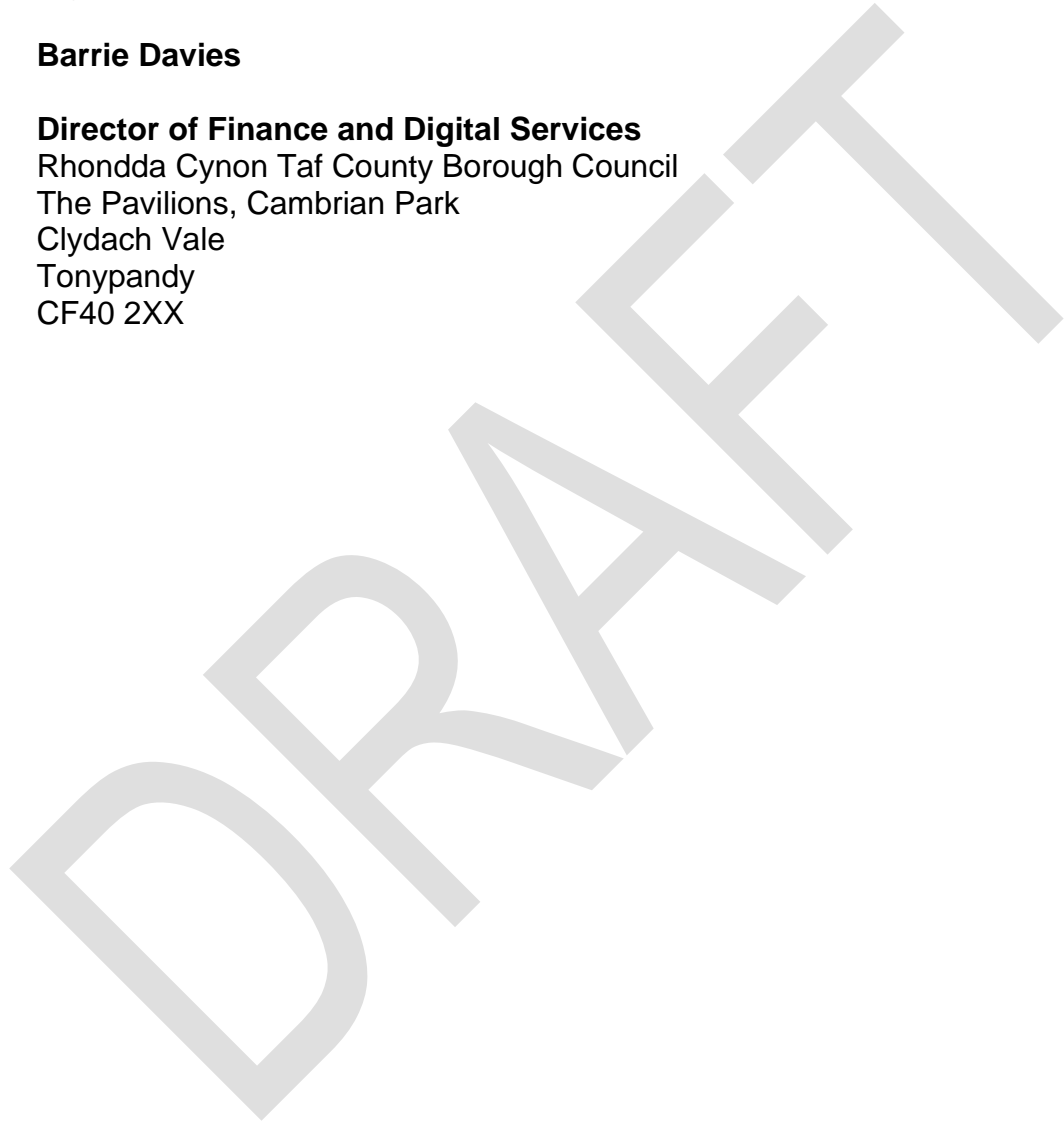 Barrie Davies
Director of Finance and Digital Services
Rhondda Cynon Taf County Borough Council
The Pavilions, Cambrian Park
Clydach Vale
Tonypandy
CF40 2XX
DRAFT